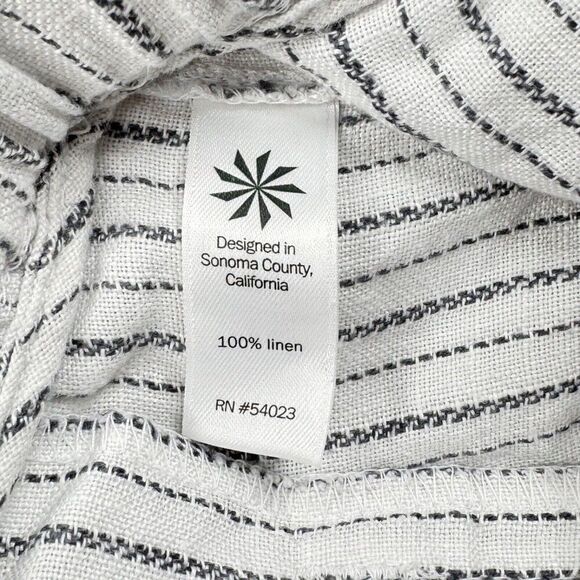 Designed in
Sonoma County,
California
100% linen
RN #54023